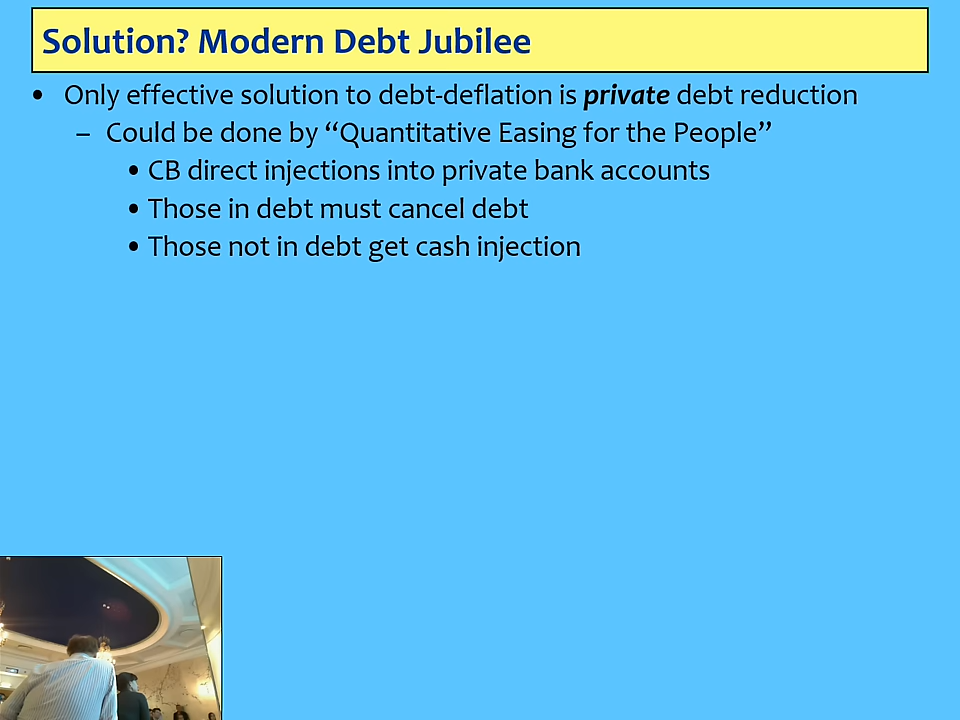 Solution? Modern Debt Jubilee
• Only effective solution to debt-deflation is private debt reduction
– Could be done by “Quantitative Easing for the People”
• CB direct injections into private bank accounts
• Those in debt must cancel debt
• Those not in debt get cash injection